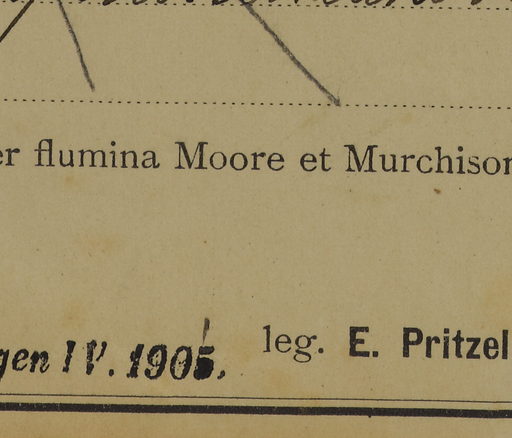 er flumina Moore et Murchison
gen IV. 1905. leg. E. Pritzel